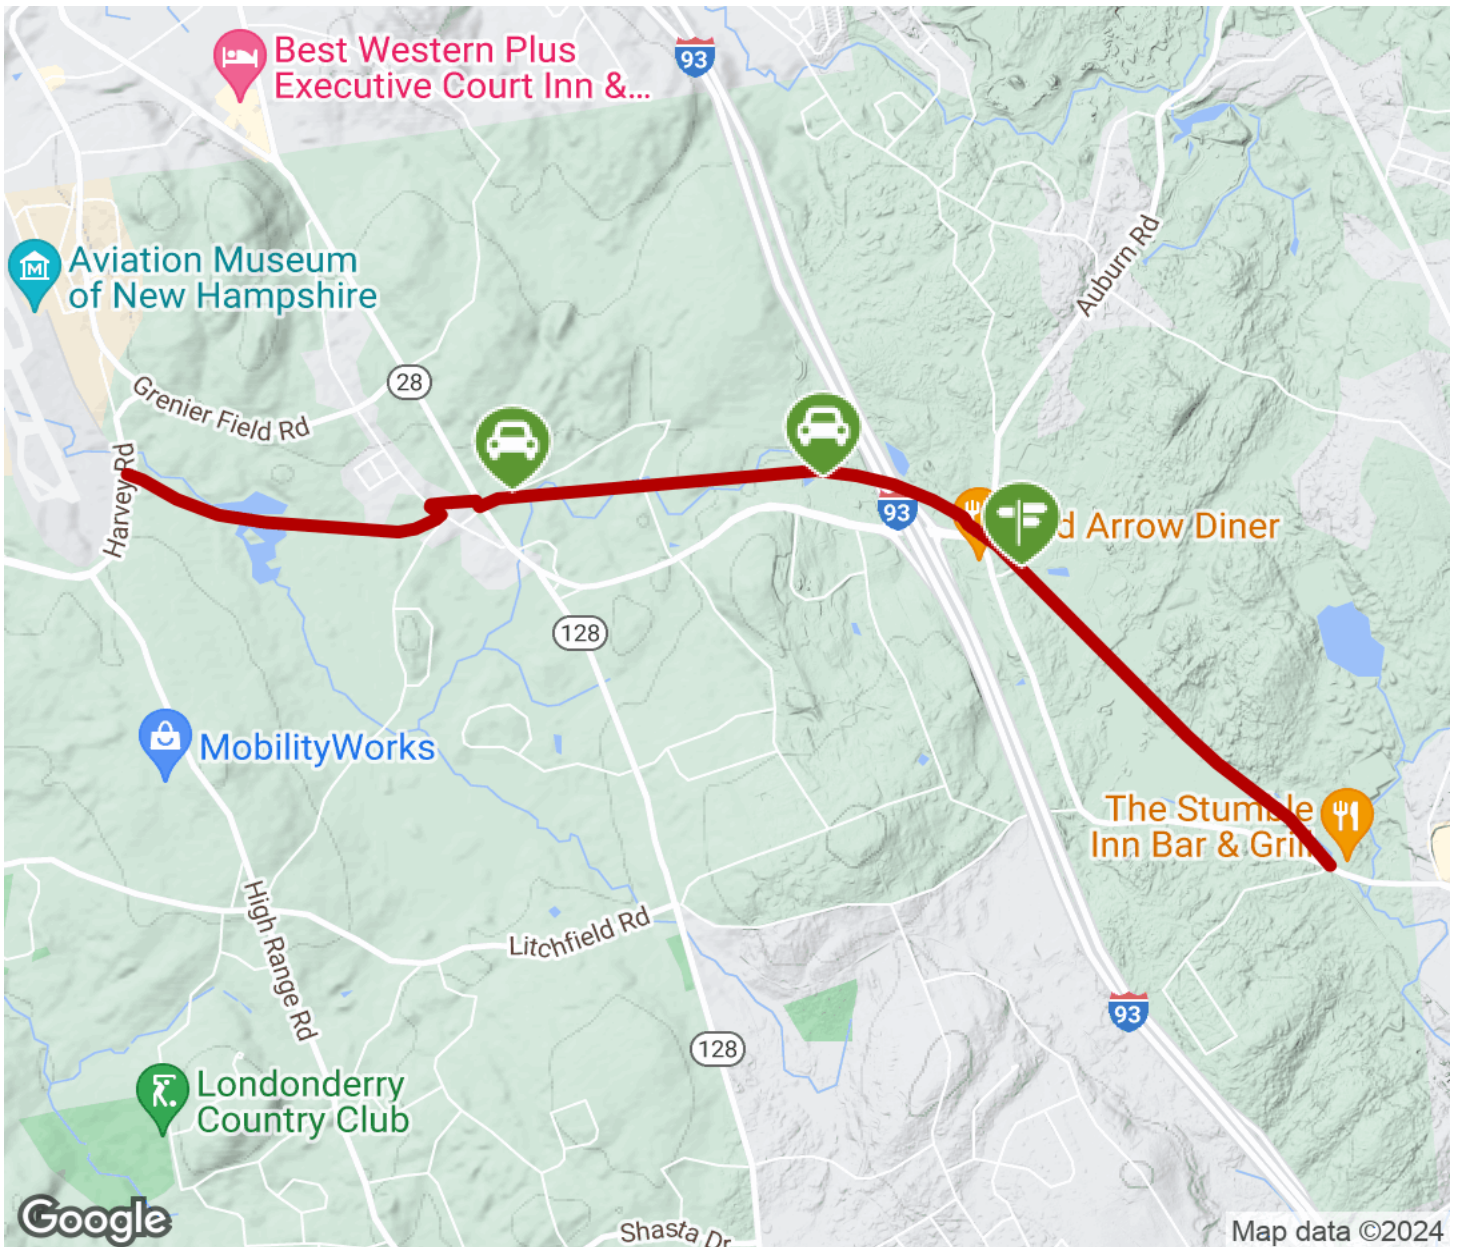 93
Best Western Plus
Executive Court Inn &...
Aviation Museum
of New Hampshire
Auburn Rd
28
Grenier Field Rd
Harvey Rd
93
d Arrow Diner
128
MobilityWorks
The Stumble
Inn Bar & Grill
High Range Rd
Litchfield Rd
93
128
Londonderry
Country Club
Google
Shasta Dr
Map data ©2024